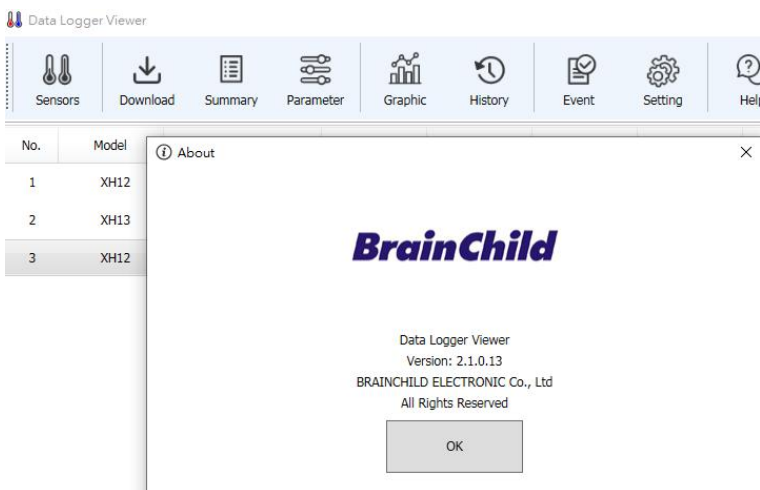 Data Logger Viewer
Sensors Download Summary Parameter Graphic History Event Setting Help
No. Model
About
1 XH12
2 XH13
3 XH12
BrainChild
Data Logger Viewer
Version: 2.1.0.13
BRAINCHILD ELECTRONIC Co., Ltd
All Rights Reserved
OK